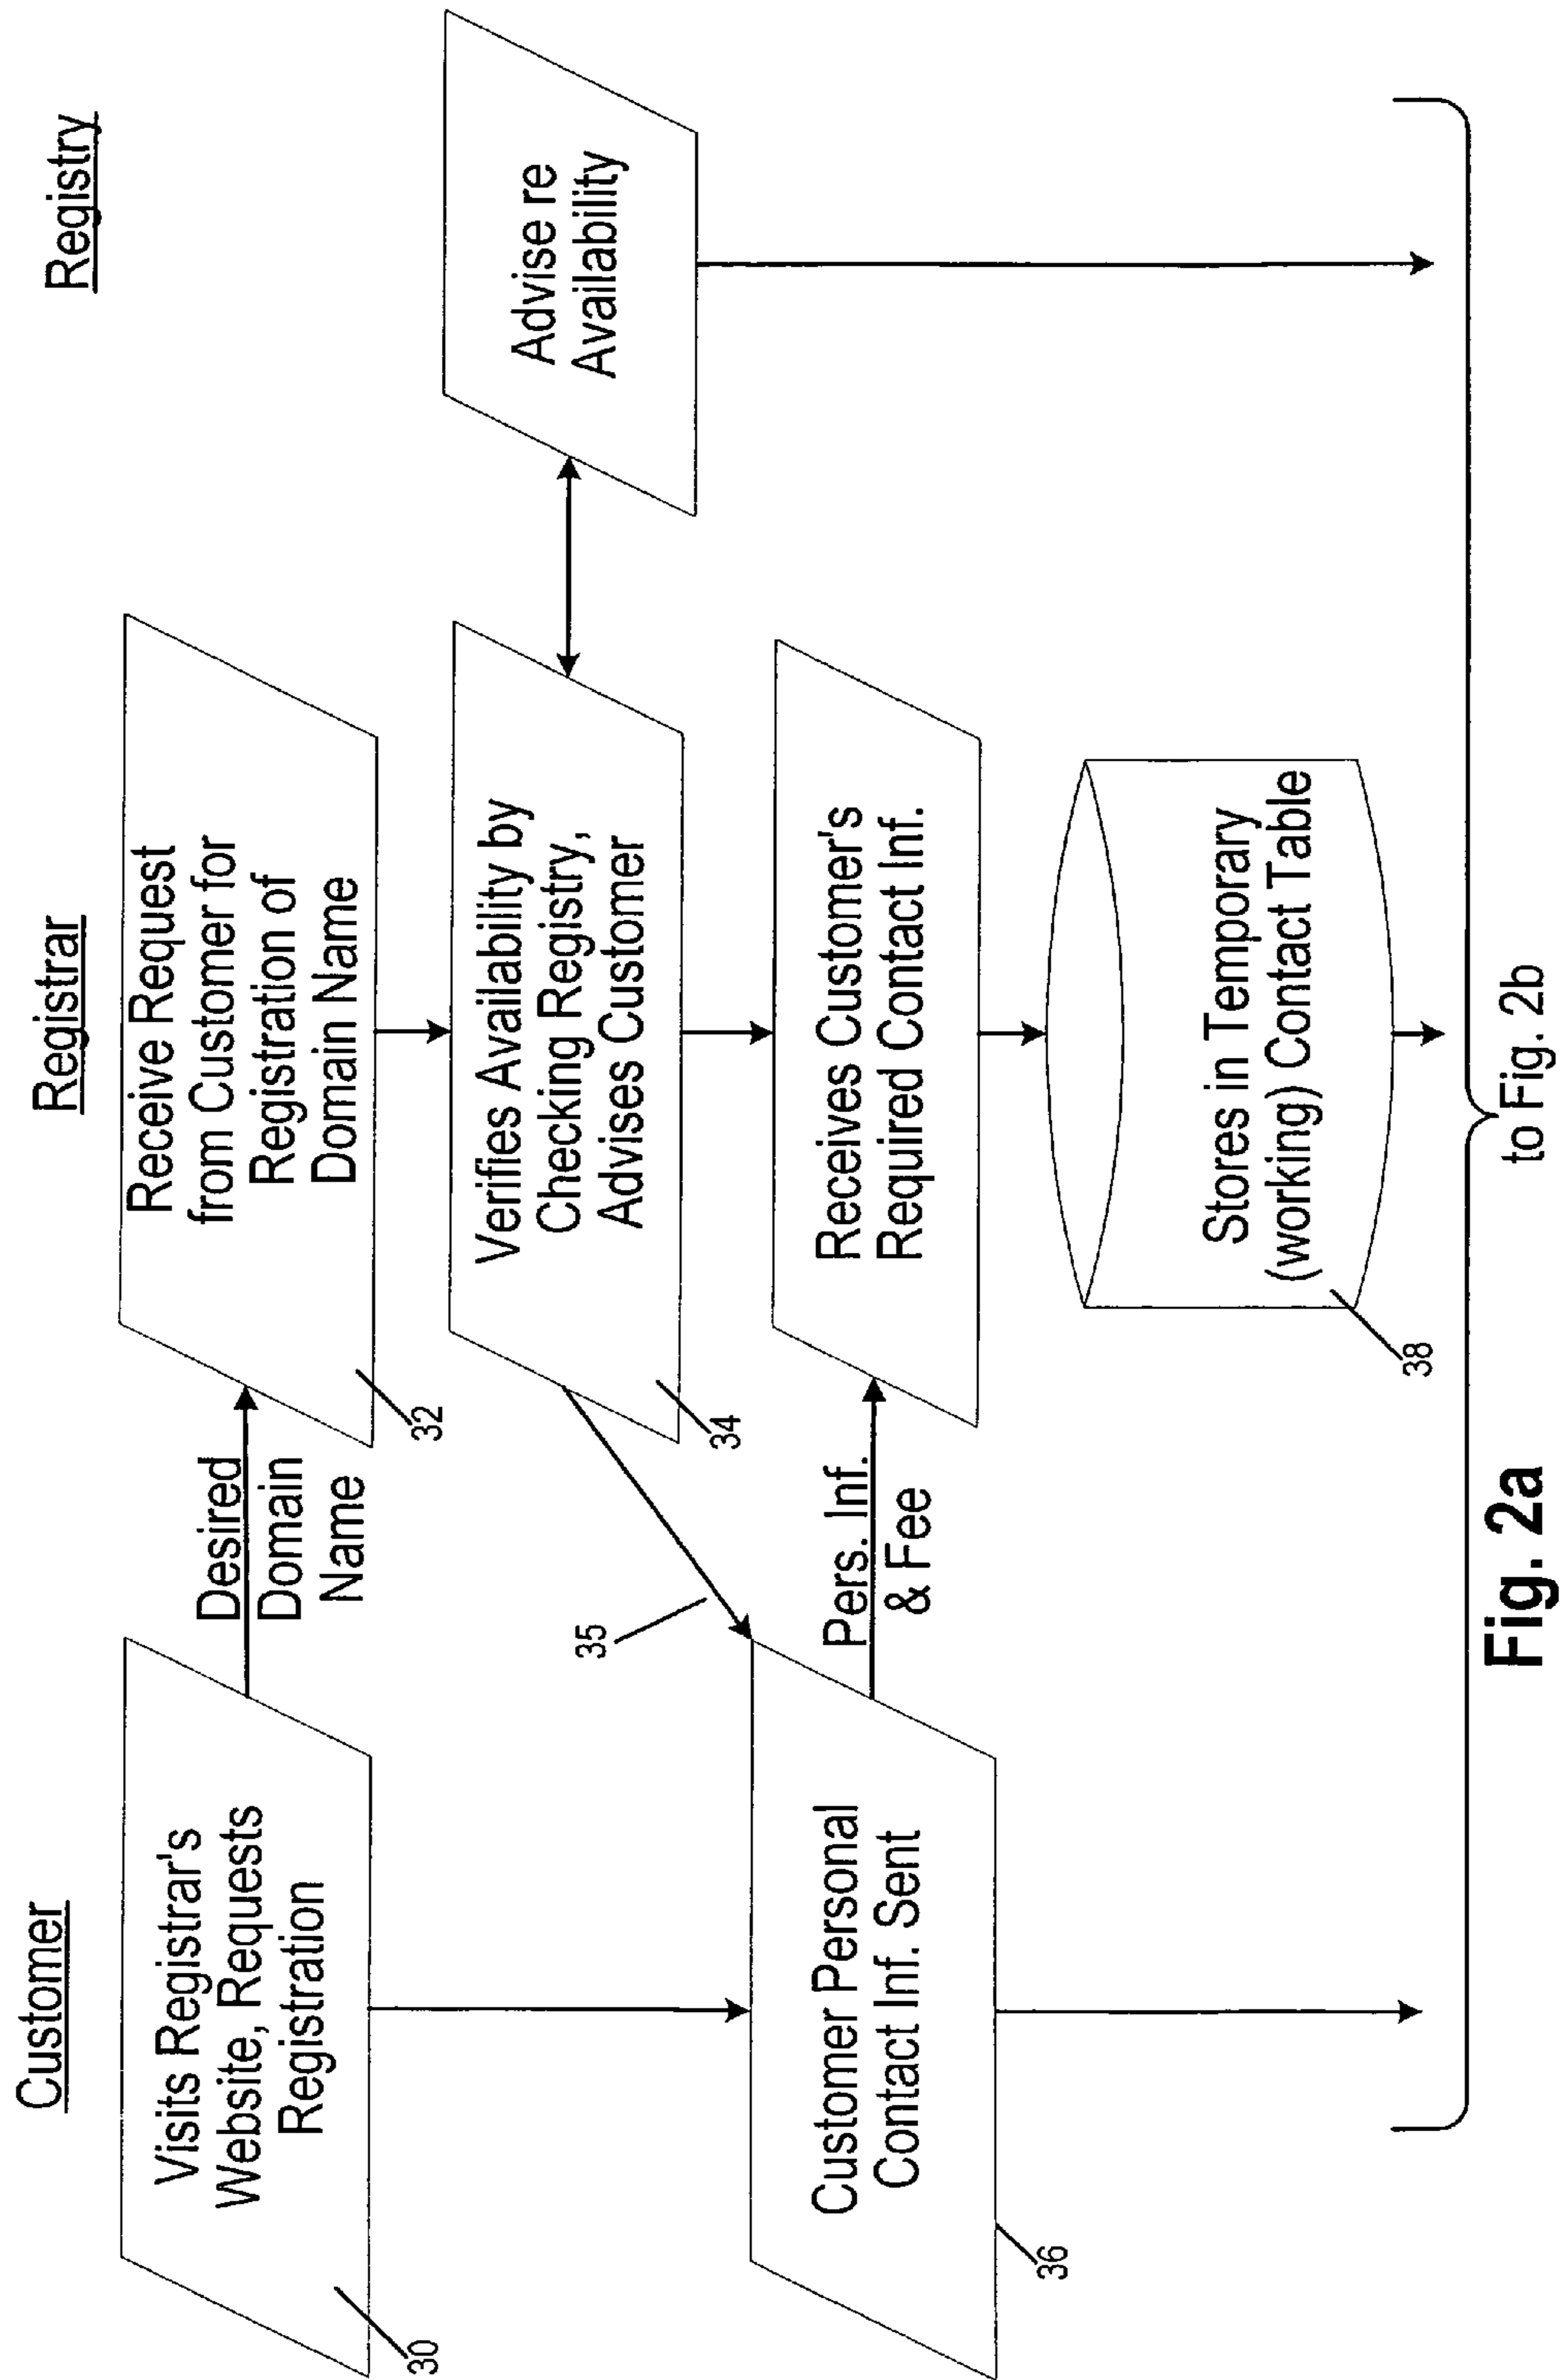 Customer
Registrar
Registry
Visits Registrar's
Website, Requests
Registration
30
Desired
Domain
Name
Receive Request
from Customer for
Registration of
Domain Name
32
Verifies Availability by
Checking Registry,
Advises Customer
34
Advise re
Availability
35
Customer Personal
Contact Inf. Sent
36
Pers. Inf.
& Fee
Receives Customer's
Required Contact Inf.
Stores in Temporary
(working) Contact Table
38
Fig. 2a
to Fig. 2b